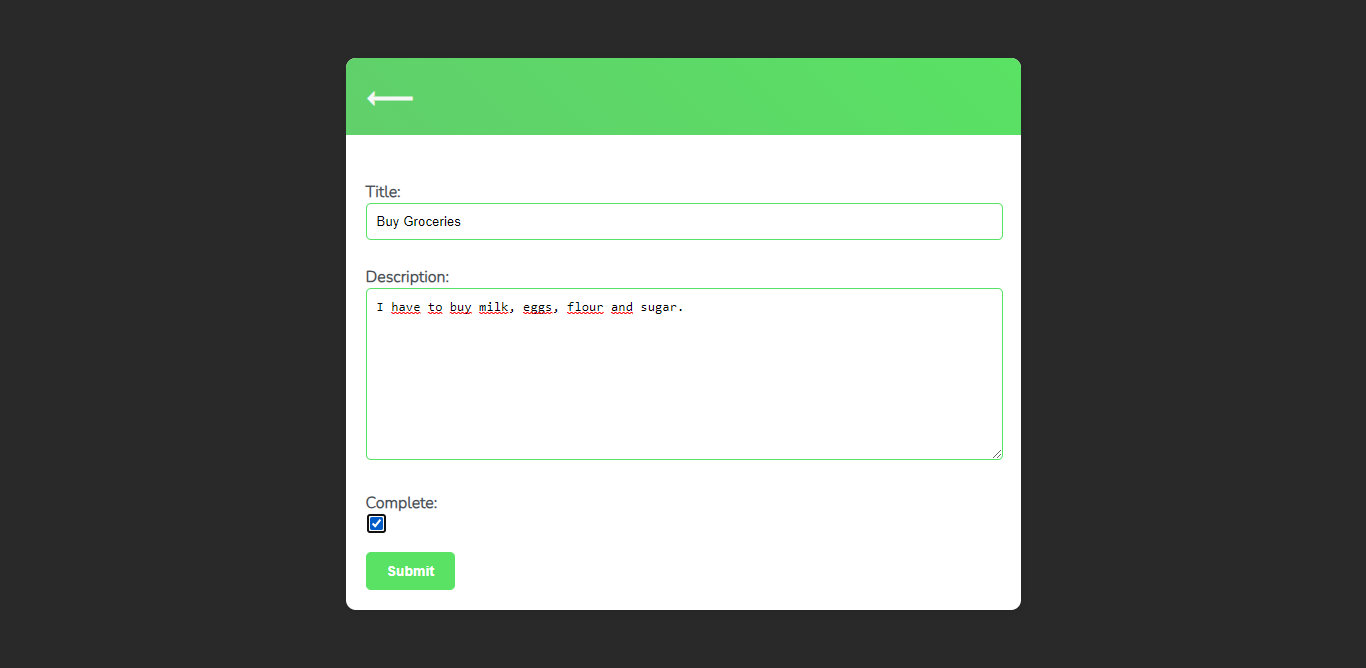 Title:
Buy Groceries
Description:
I have to buy milk, eggs, flour and sugar.
Complete:
Submit